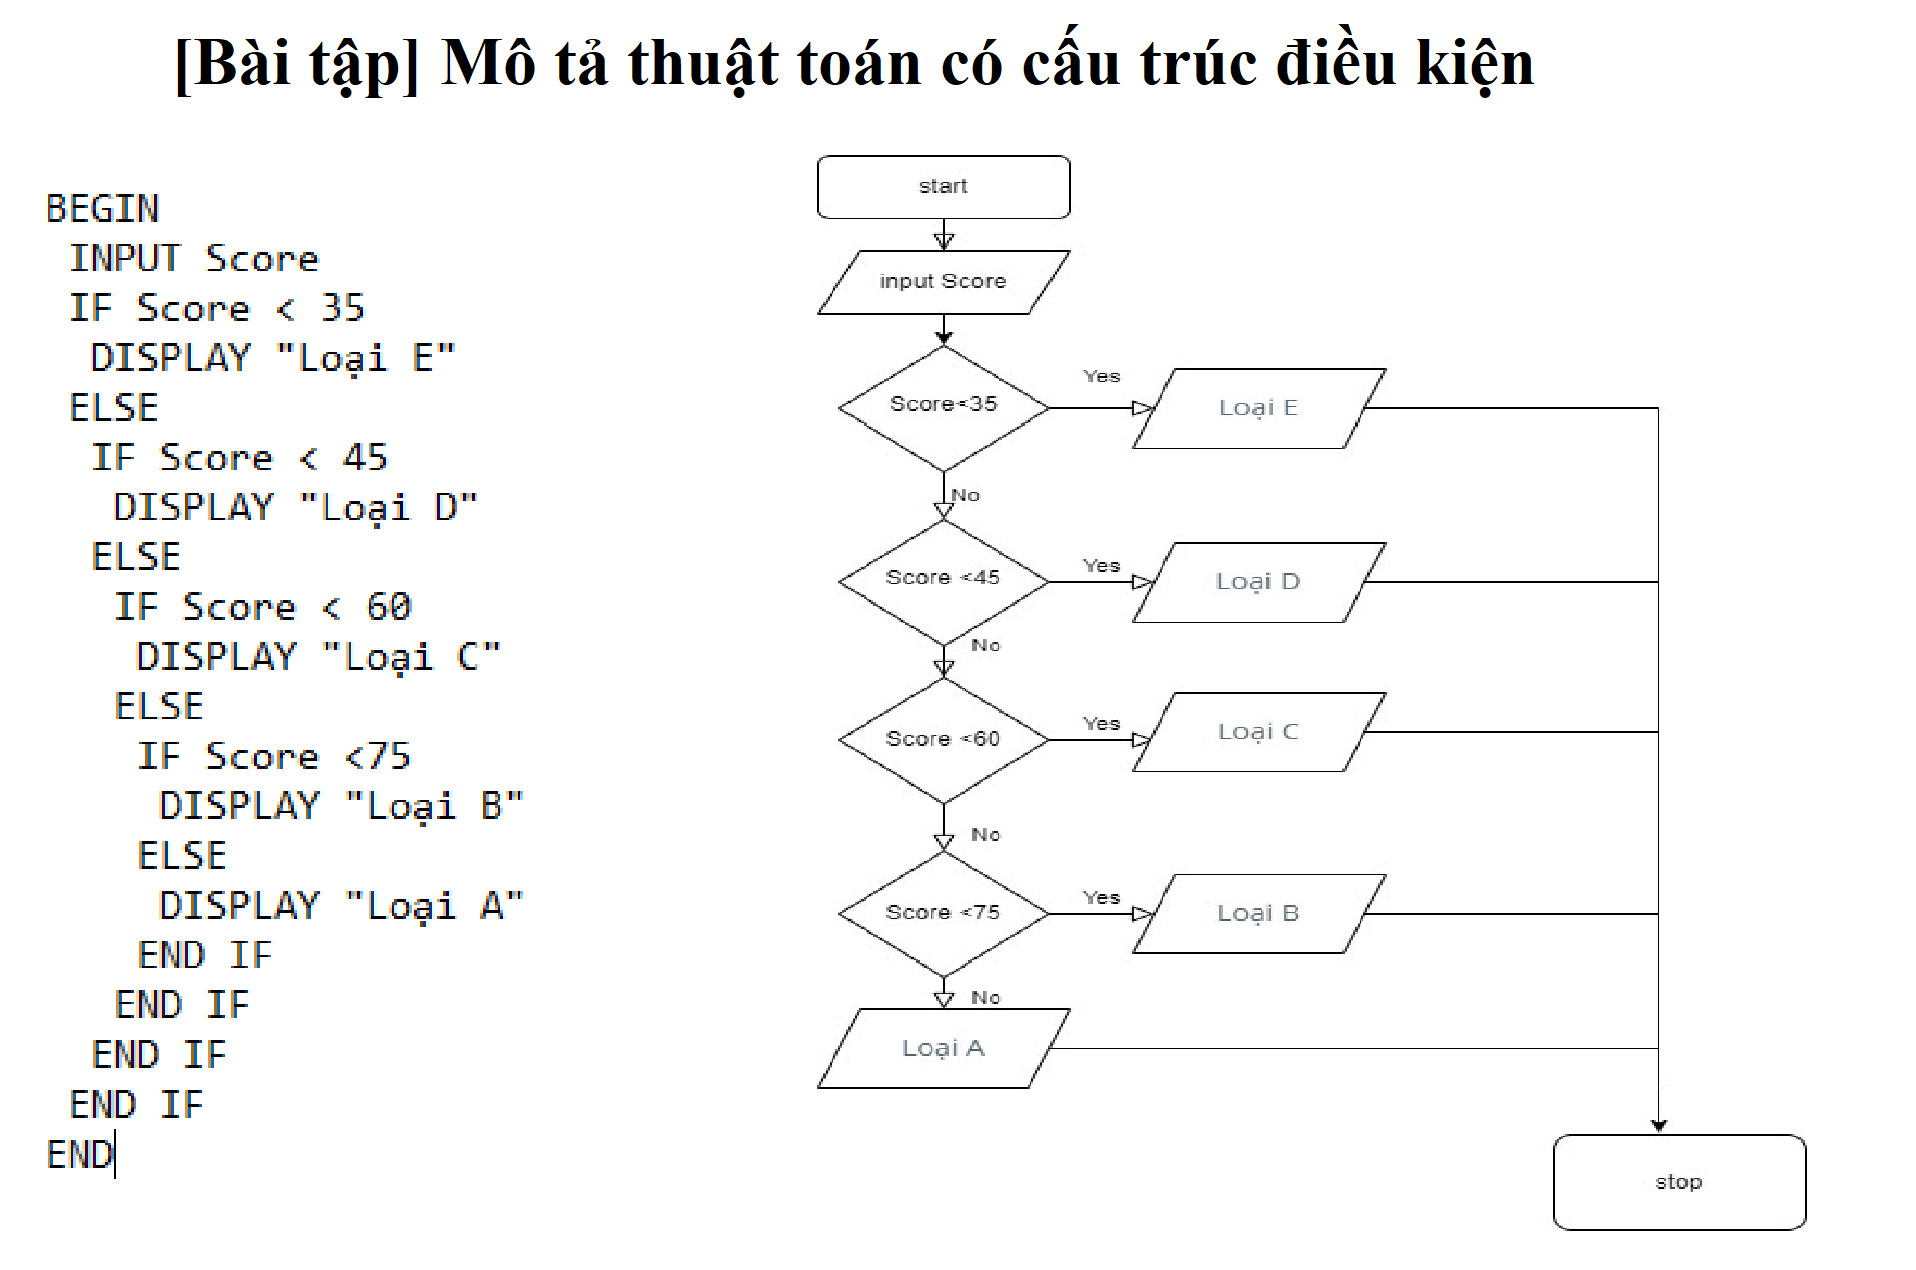 [Bài tập] Mô tả thuật toán có cấu trúc điều kiện
BEGIN
INPUT Score
IF Score < 35
DISPLAY "Loại E"
ELSE
IF Score < 45
DISPLAY "Loại D"
ELSE
IF Score < 60
DISPLAY "Loại C"
ELSE
IF Score <75
DISPLAY "Loại B"
ELSE
DISPLAY "Loại A"
END IF
END IF
END IF
END IF
END
start
input Score
Score<35
Yes
Loại E
No
Score <45
Yes
Loại D
No
Score <60
Yes
Loại C
No
Score <75
Yes
Loại B
No
Loại A
stop